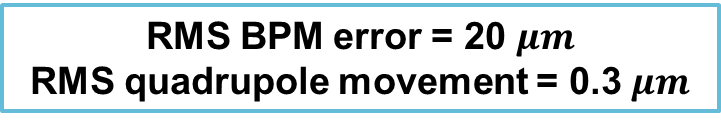 RMS BPM error = 20 𝝁𝒎
RMS quadrupole movement = 0.3 𝝁𝒎